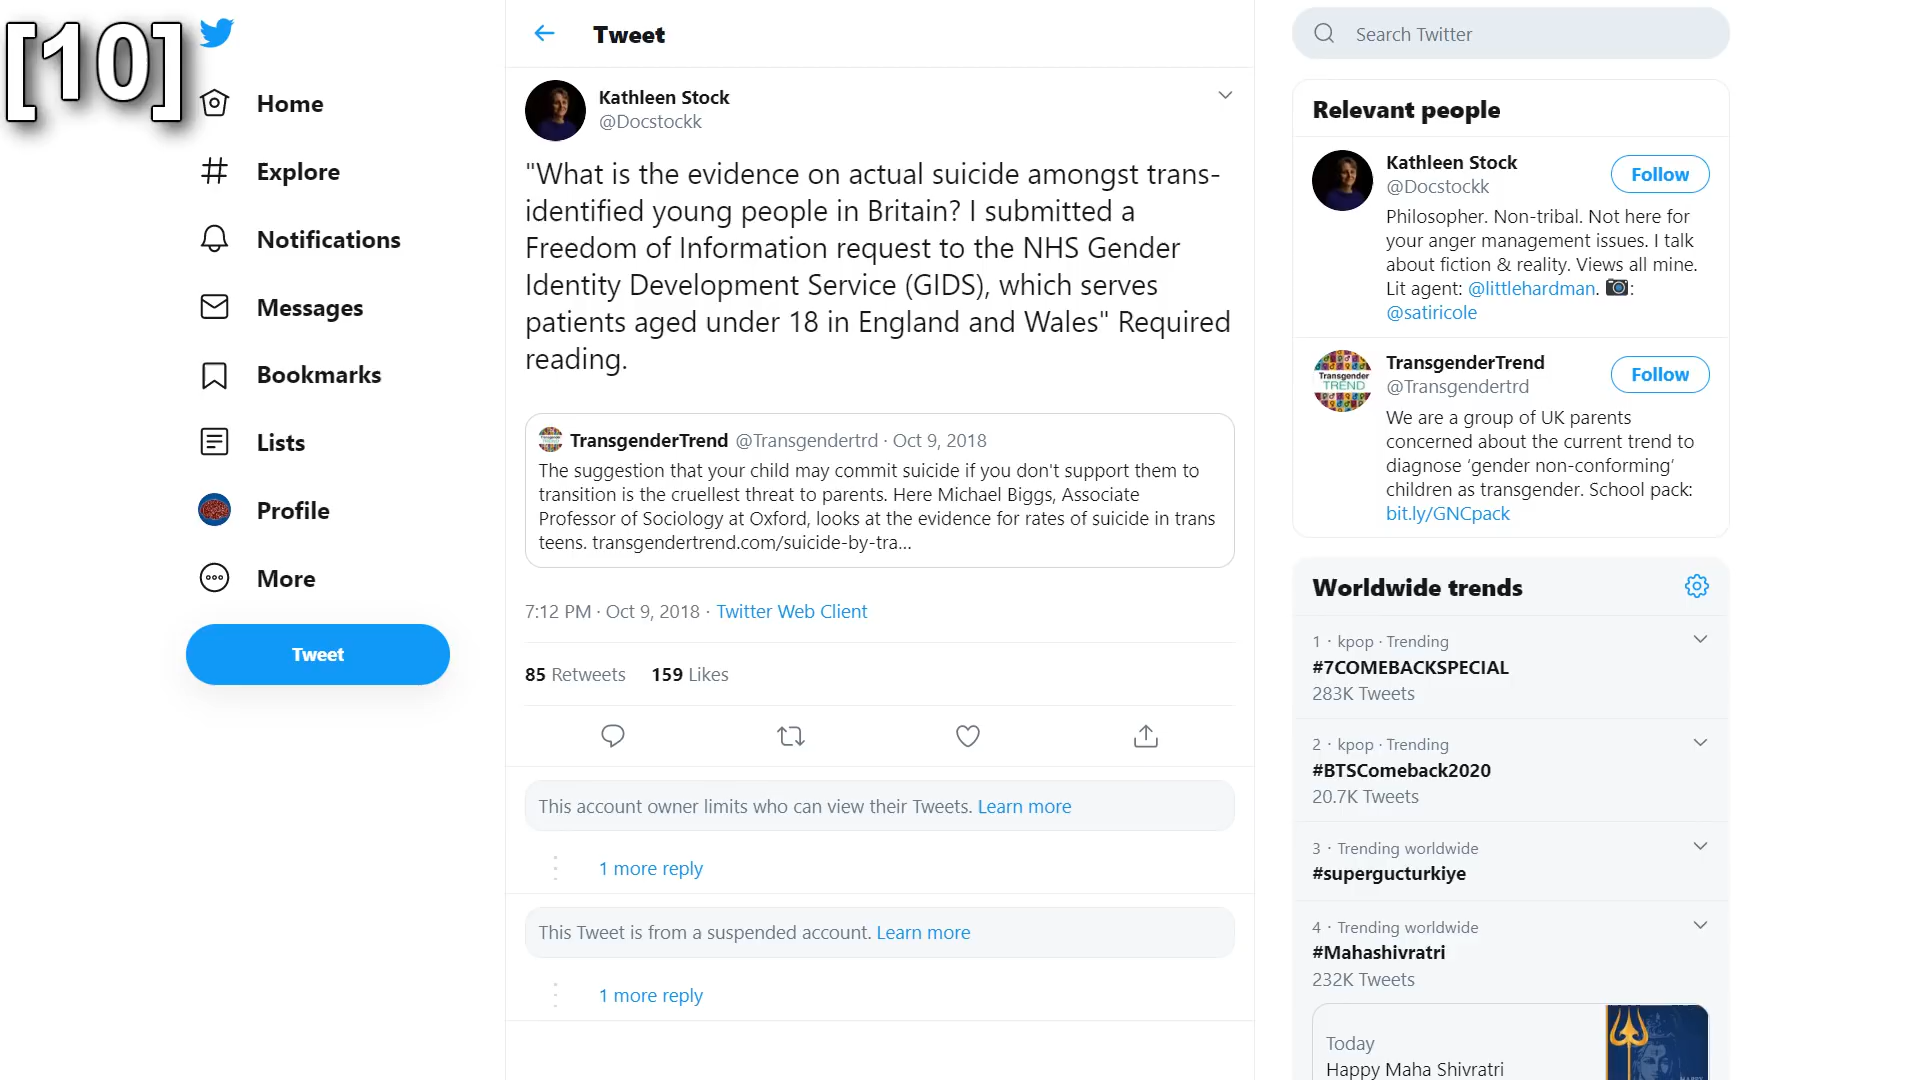 [10]
Home
Explore
Notifications
Messages
Bookmarks
Lists
Profile
More
Tweet
Tweet
Kathleen Stock
@Docstockk
"What is the evidence on actual suicide amongst trans-
identified young people in Britain? I submitted a
Freedom of Information request to the NHS Gender
Identity Development Service (GIDS), which serves
patients aged under 18 in England and Wales" Required
reading.
TransgenderTrend @Transgendertrd · Oct 9, 2018
The suggestion that your child may commit suicide if you don't support them to
transition is the cruellest threat to parents. Here Michael Biggs, Associate
Professor of Sociology at Oxford, looks at the evidence for rates of suicide in trans
teens. transgendertrend.com/suicide-by-tra...
7:12 PM · Oct 9, 2018 · Twitter Web Client
85 Retweets 159 Likes
This account owner limits who can view their Tweets. Learn more
1 more reply
This Tweet is from a suspended account. Learn more
1 more reply
Search Twitter
Relevant people
Kathleen Stock
@Docstockk
Follow
Philosopher. Non-tribal. Not here for
your anger management issues. I talk
about fiction & reality. Views all mine.
Lit agent: @littlehardman. 📷:
@satiricole
Transgender
TREND
TransgenderTrend
@Transgendertrd
Follow
We are a group of UK parents
concerned about the current trend to
diagnose ‘gender non-conforming’
children as transgender. School pack:
bit.ly/GNCpack
Worldwide trends
1 · kpop · Trending
#7COMEBACKSPECIAL
283K Tweets
2 · kpop · Trending
#BTSComeback2020
20.7K Tweets
3 · Trending worldwide
#supergucturkiye
4 · Trending worldwide
#Mahashivratri
232K Tweets
Today
Happy Maha Shivratri